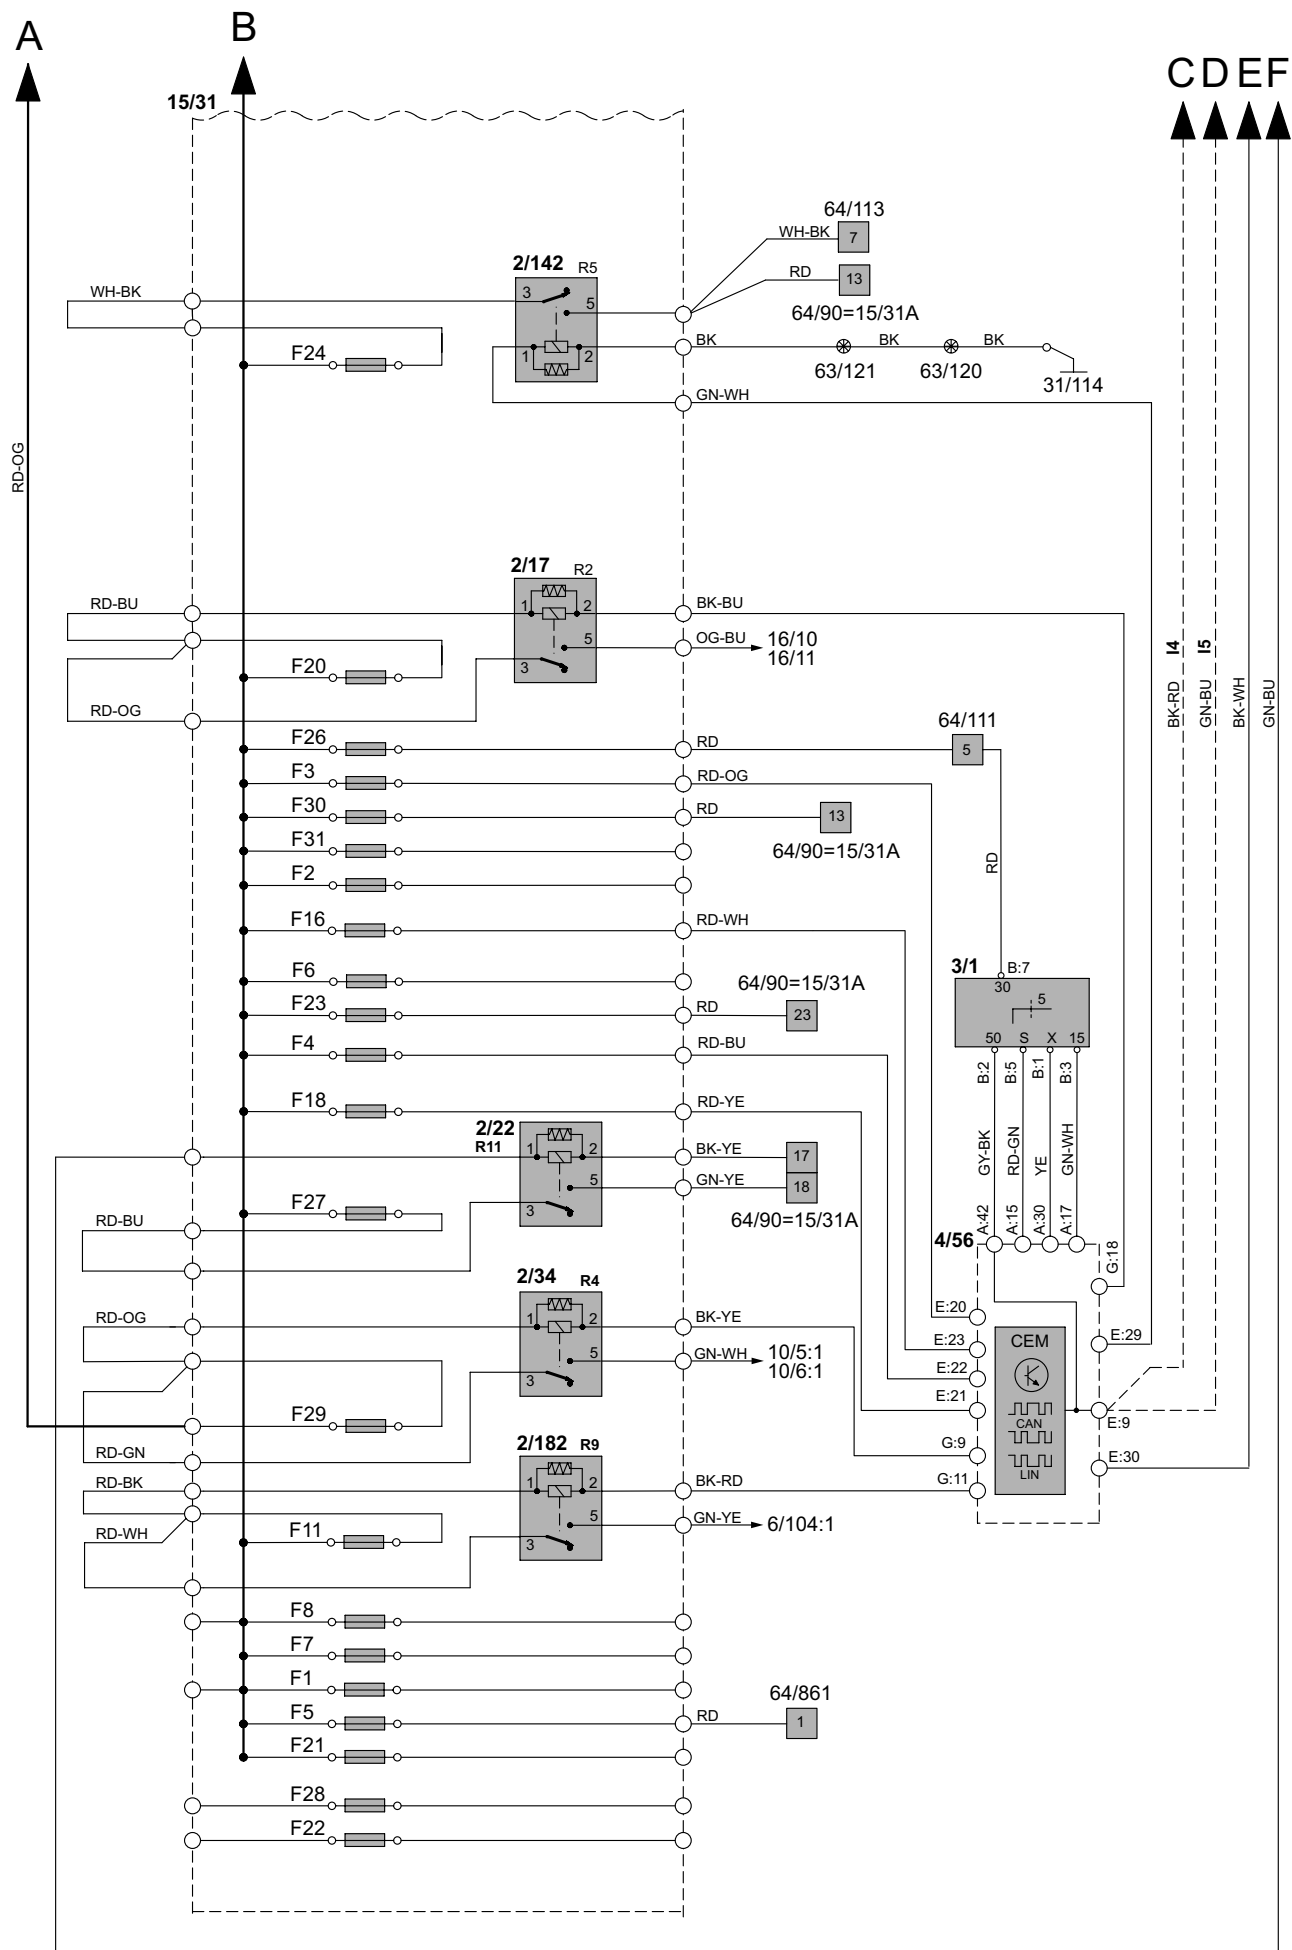 A
B
C D E F
15/31
64/113
WH-BK
7
2/142 R5
RD
13
64/90=15/31A
WH-BK
3
5
1
2
BK
BK
BK
63/121
63/120
31/114
F24
GN-WH
RD-OG
2/17 R2
RD-BU
1
2
BK-BU
5
OG-BU
16/10
16/11
3
F20
RD-OG
I4
I5
BK-RD
GN-BU
BK-WH
GN-BU
64/111
F26
RD
5
F3
RD-OG
F30
RD
13
64/90=15/31A
F31
RD
F2
F16
RD-WH
3/1
B:7
30
5
50 S X 15
F6
64/90=15/31A
F23
RD
23
F4
RD-BU
B:2
B:5
B:1
B:3
F18
RD-YE
2/22
R11
1
2
BK-YE
17
5
GN-YE
18
3
64/90=15/31A
GY-BK
RD-GN
YE
GN-WH
A:42
A:15
A:30
A:17
F27
RD-BU
4/56
G:18
2/34 R4
RD-OG
1
2
BK-YE
5
GN-WH
10/5:1
10/6:1
3
E:20
E:23
E:22
E:21
G:9
G:11
CEM
CAN
LIN
E:29
E:9
E:30
F29
RD-GN
2/182 R9
RD-BK
1
2
BK-RD
5
GN-YE
6/104:1
3
RD-WH
F11
F8
F7
F1
64/861
F5
RD
1
F21
F28
F22